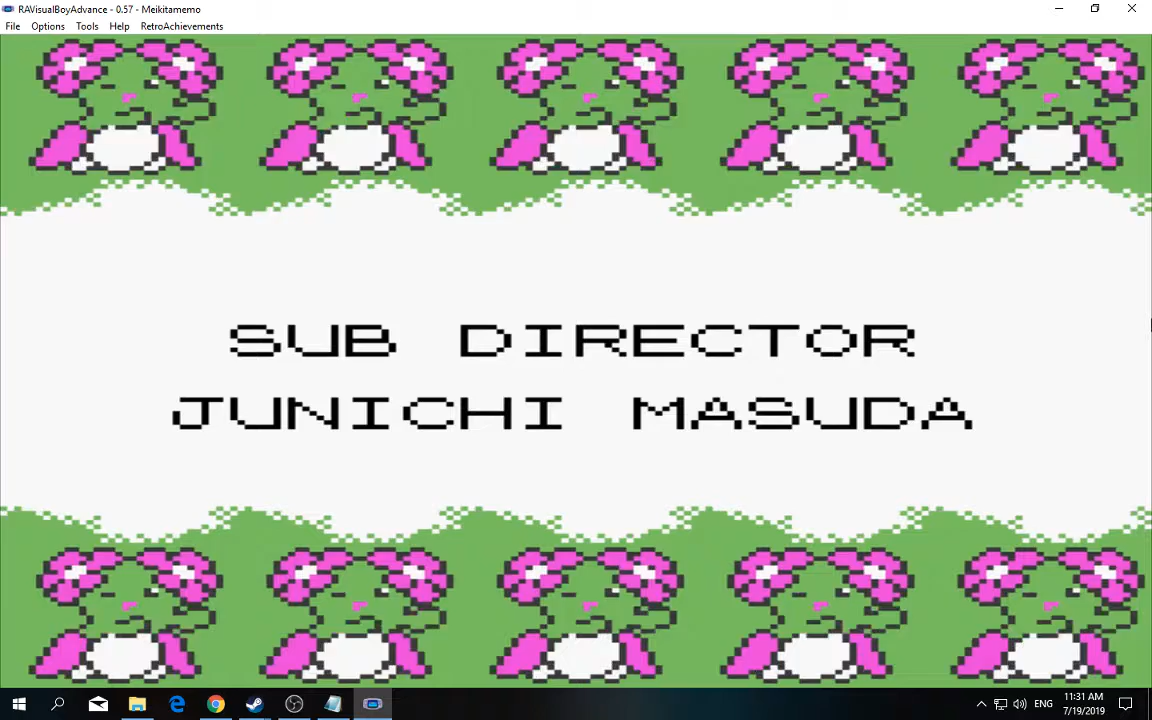 RAVisualBoyAdvance - 0.57 - Meikitamemo
File Options Tools Help RetroAchievements
SUB DIRECTOR
JUNICHI MASUDA
ENG
11:31 AM
7/19/2019